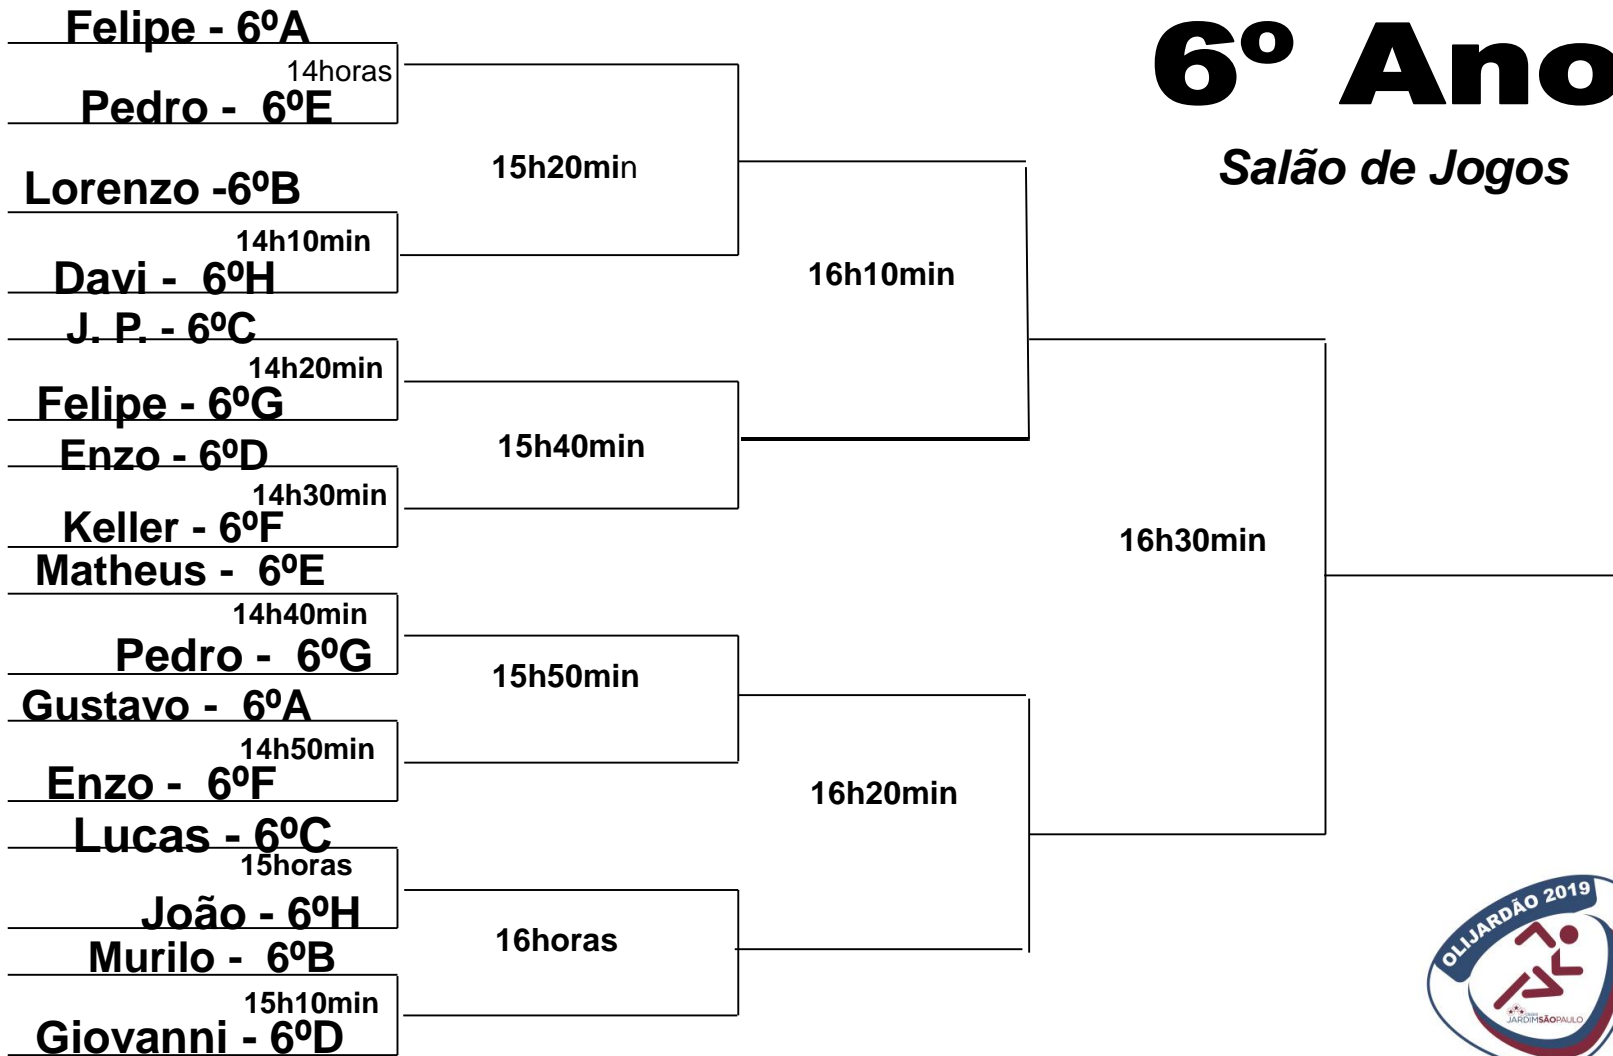 Felipe - 6ºA
14horas
Pedro - 6ºE
Lorenzo -6ºB
14h10min
Davi - 6ºH
J. P. - 6ºC
14h20min
Felipe - 6ºG
Enzo - 6ºD
14h30min
Keller - 6ºF
Matheus - 6ºE
14h40min
Pedro - 6ºG
Gustavo - 6ºA
14h50min
Enzo - 6ºF
Lucas - 6ºC
15horas
João - 6ºH
Murilo - 6ºB
15h10min
Giovanni - 6ºD
15h20min
15h40min
15h50min
16horas
16h10min
16h20min
16h30min
6º Ano
Salão de Jogos
OLIJARDÃO 2019
JARDIMSÃOPAULO